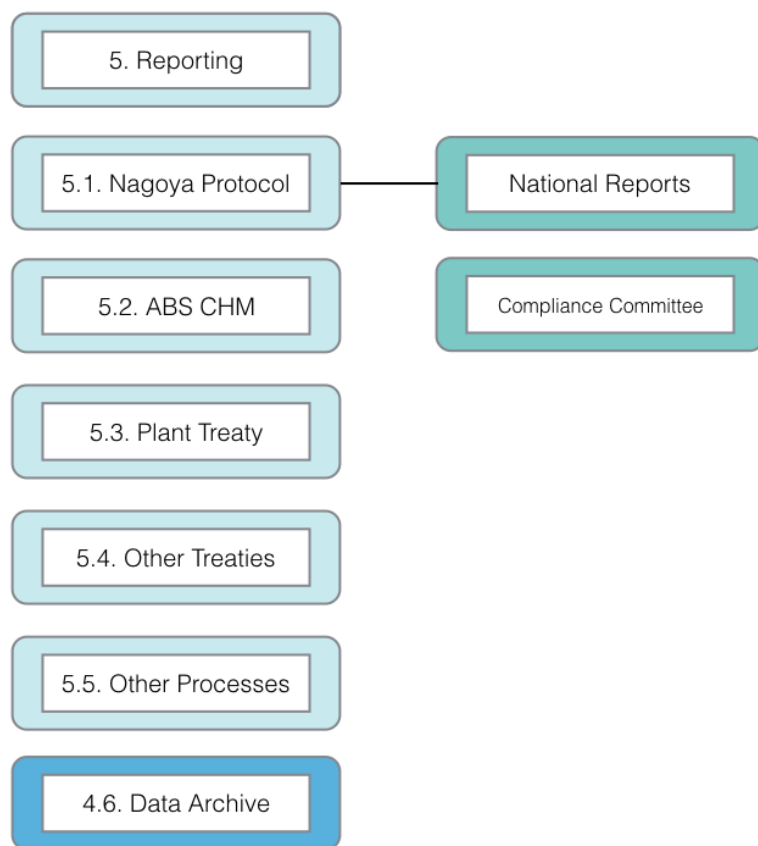 5. Reporting
5.1. Nagoya Protocol
National Reports
5.2. ABS CHM
Compliance Committee
5.3. Plant Treaty
5.4. Other Treaties
5.5. Other Processes
4.6. Data Archive